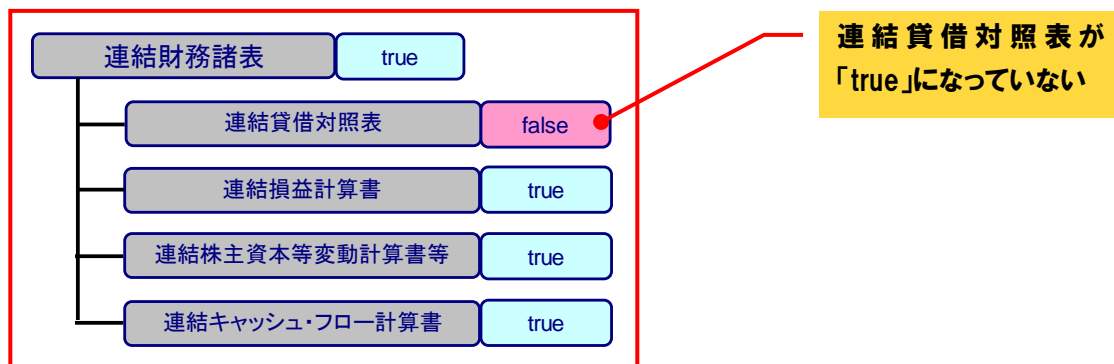 連結財務諸表 true
連結貸借対照表 false
連結損益計算書 true
連結株主資本等変動計算書等 true
連結キャッシュ・フロー計算書 true
連結貸借対照表が
「true」になっていない